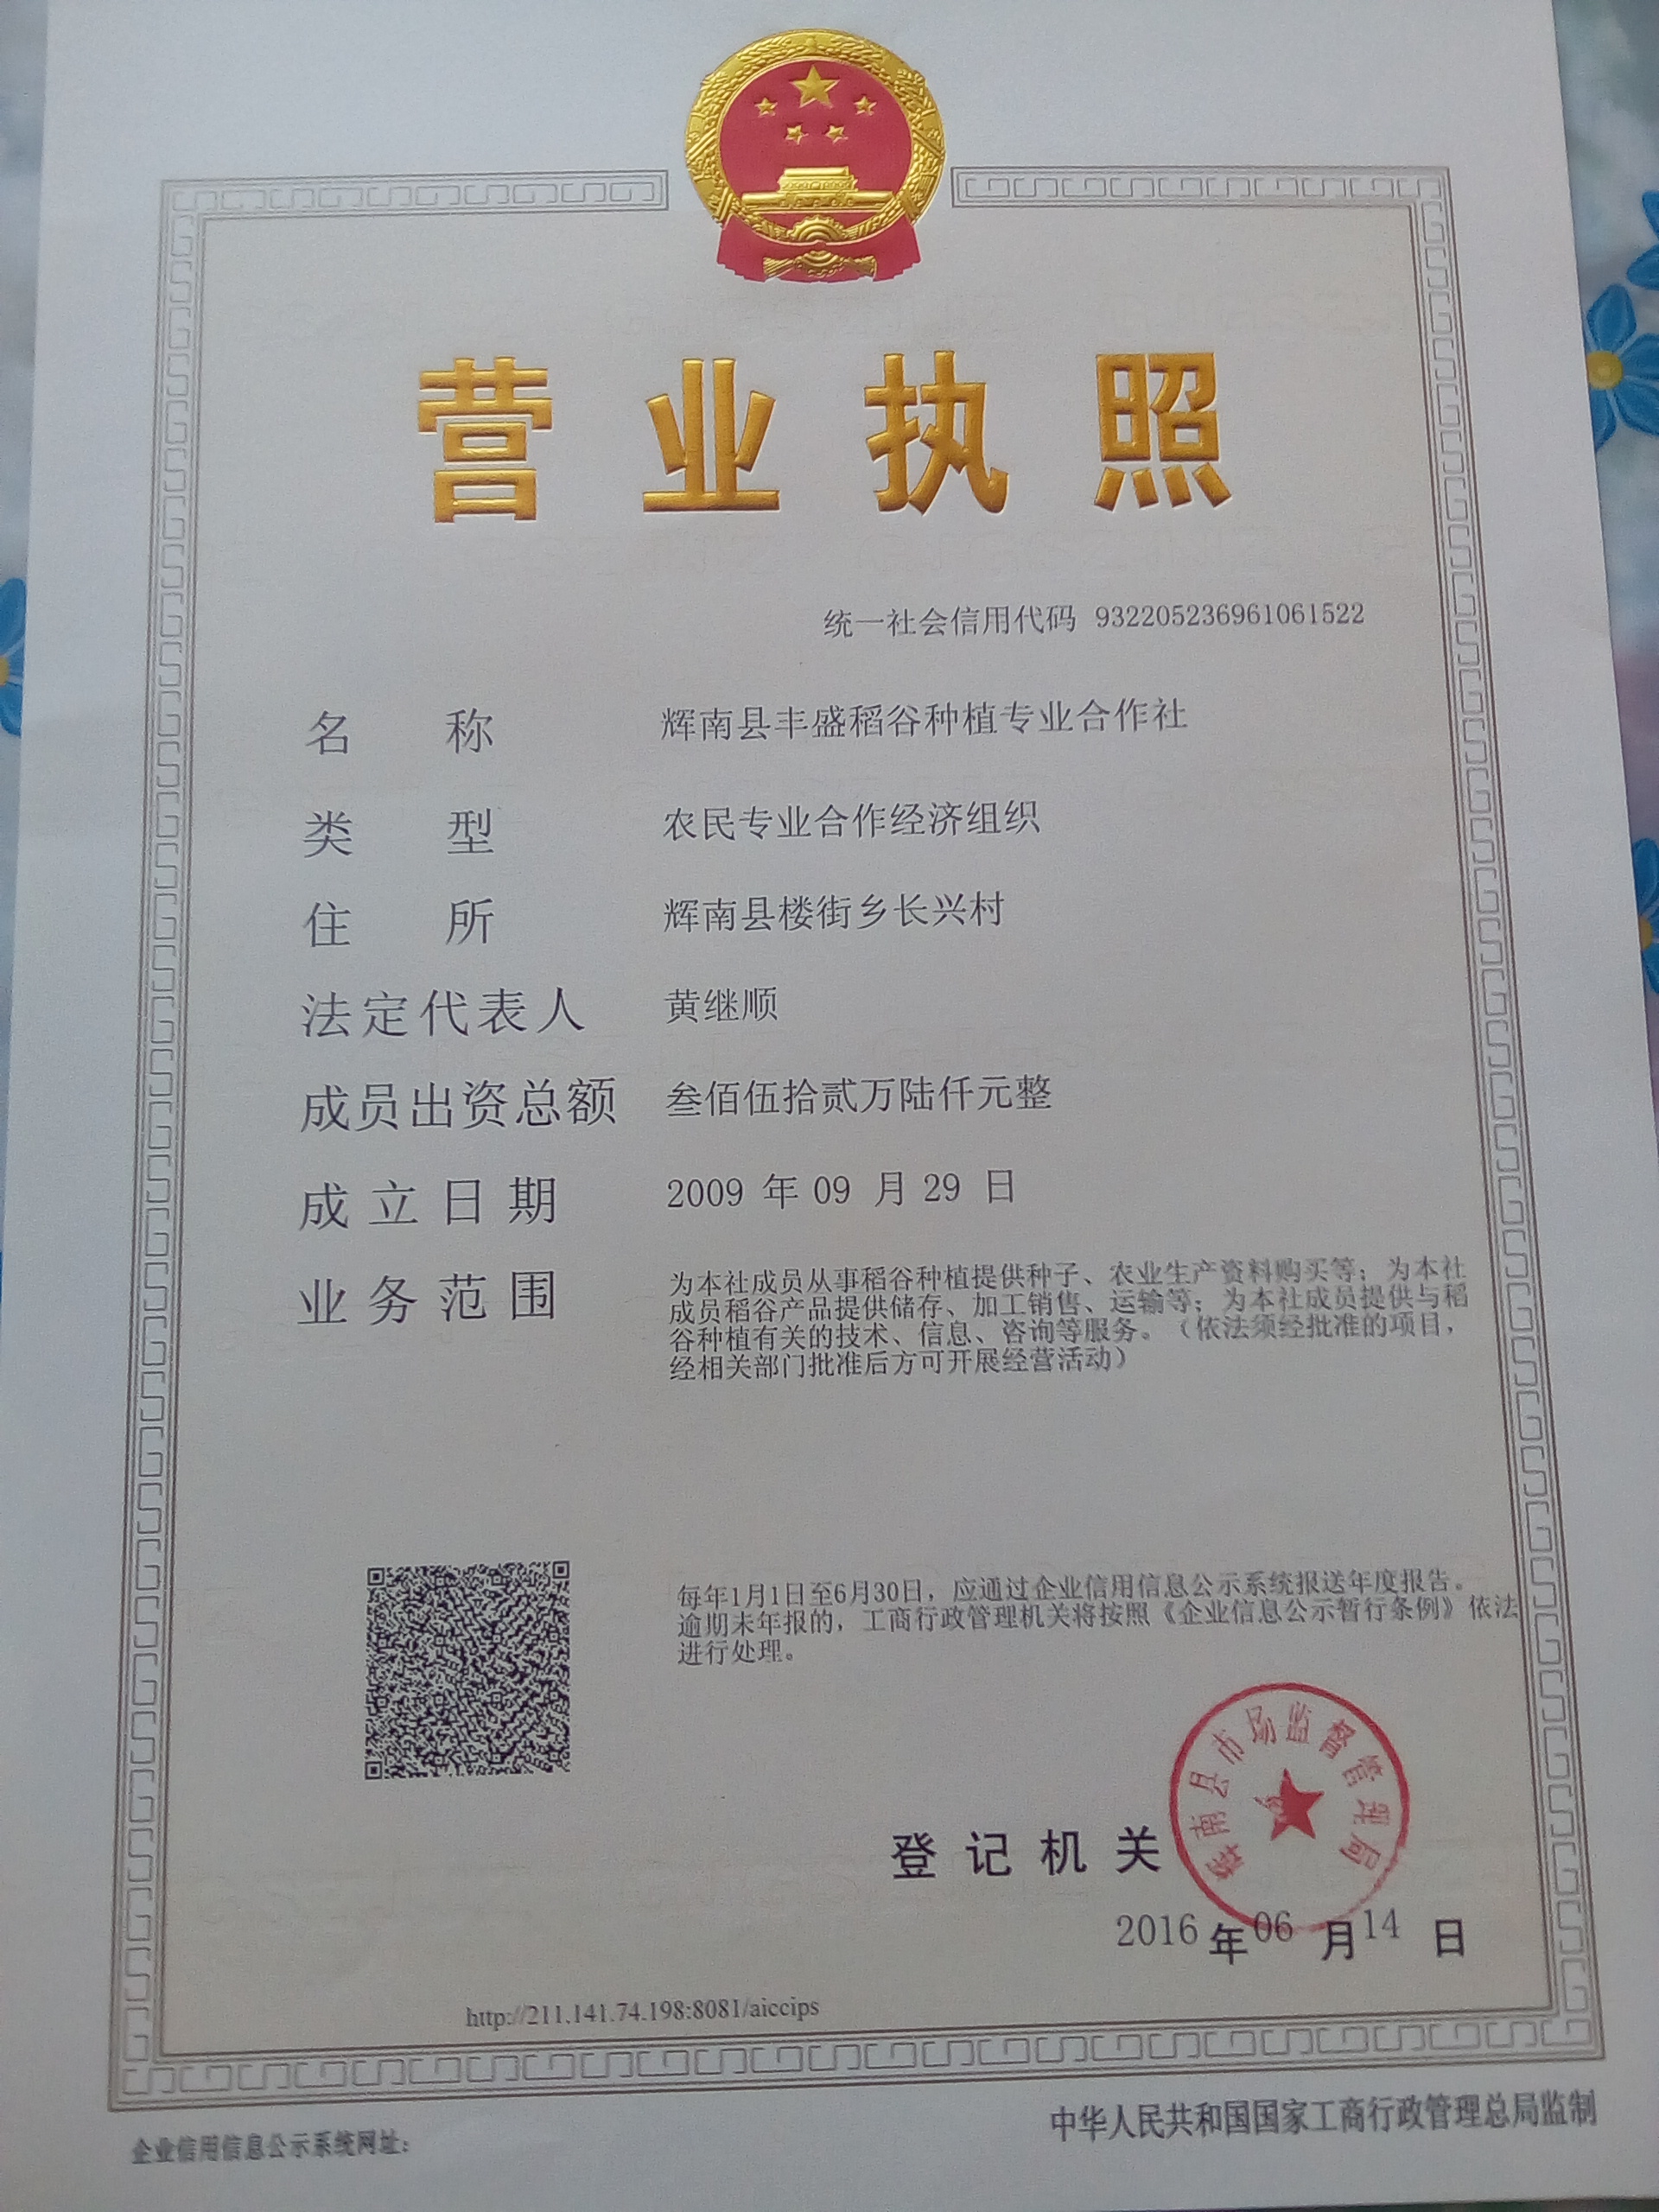 营业执照
统一社会信用代码 932205236961061522
名称 辉南县丰盛稻谷种植专业合作社
类型 农民专业合作经济组织
住所 辉南县楼街乡长兴村
法定代表人 黄继顺
成员出资总额 叁佰伍拾贰万陆仟元整
成立日期 2009 年 09 月 29 日
业务范围 为本社成员从事稻谷种植提供种子、农业生产资料购买等；为本社
成员稻谷产品提供储存、加工销售、运输等；为本社成员提供与稻
谷种植有关的技术、信息、咨询等服务。（依法须经批准的项目，
经相关部门批准后方可开展经营活动）
每年1月1日至6月30日，应通过企业信用信息公示系统报送年度报告。
逾期未年报的，工商行政管理机关将按照《企业信息公示暂行条例》依法
进行处理。
辉南县市场监督管理局
登记机关
2016 年 06 月 14 日
http://211.141.74.198:8081/aiccips
企业信用信息公示系统网址：
中华人民共和国国家工商行政管理总局监制